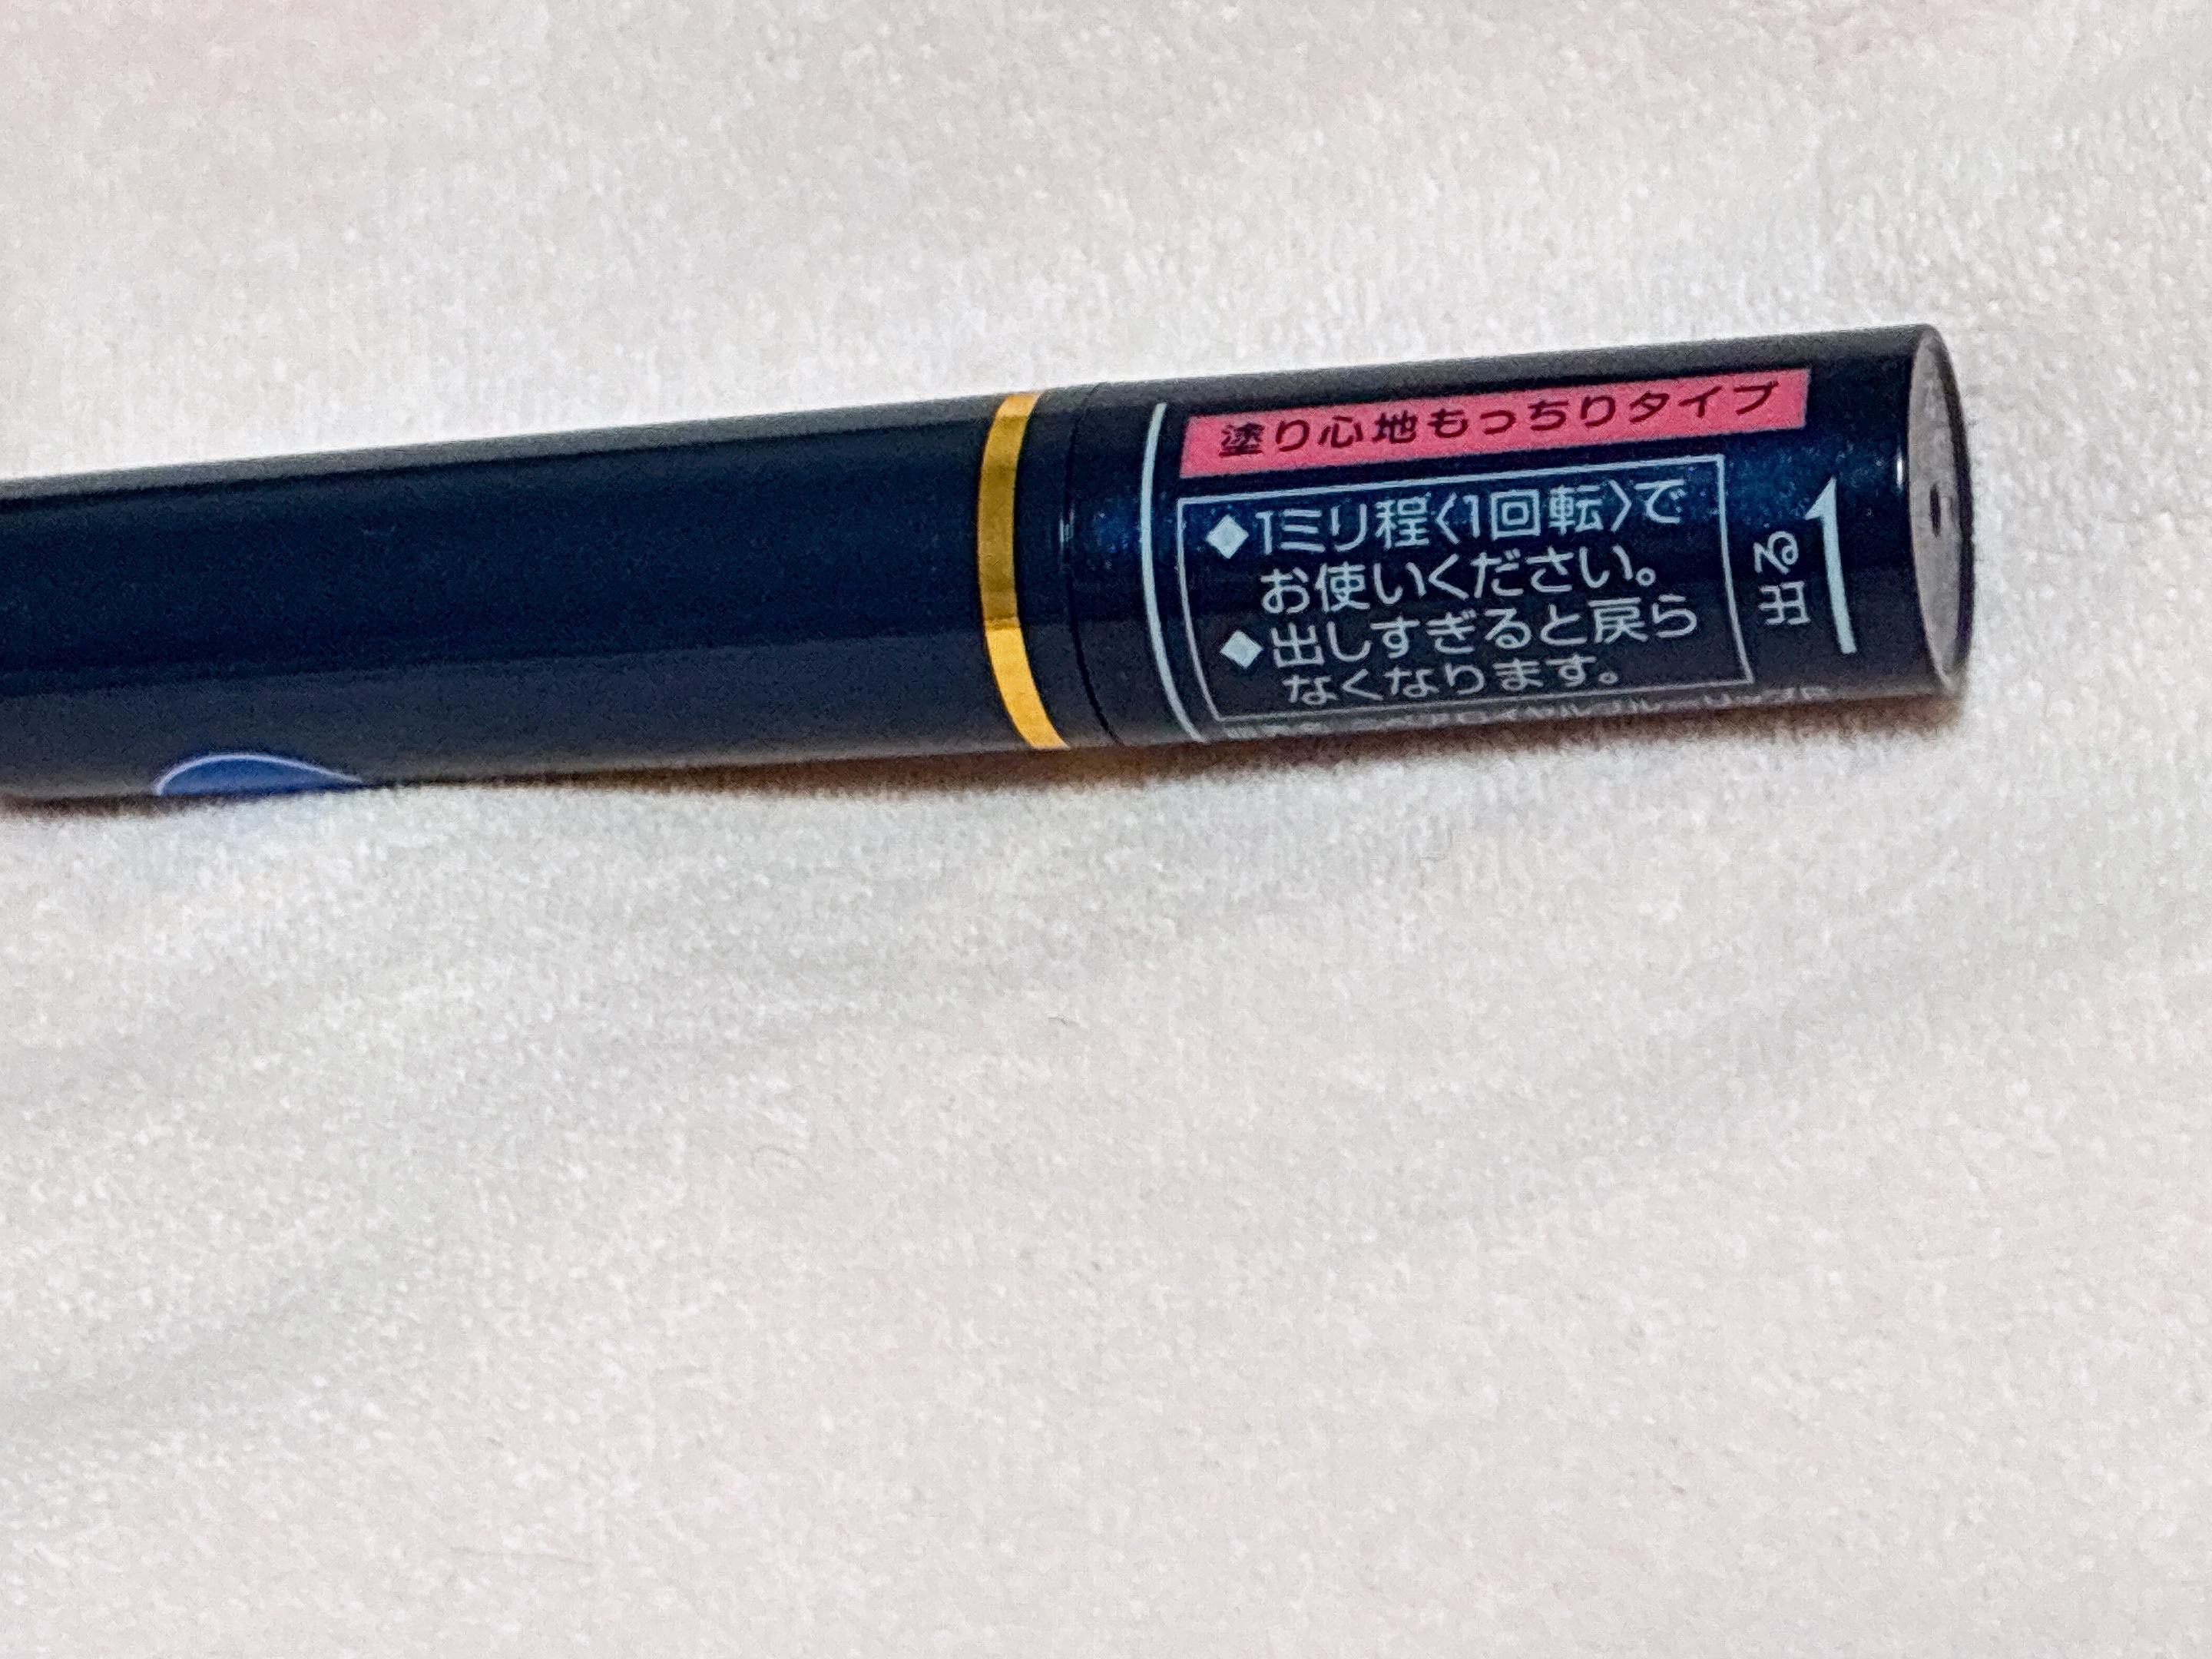 塗り心地もっちりタイプ
◆1ミリ程〈1回転〉で
お使いください。
◆出しすぎると戻ら
なくなります。
出る